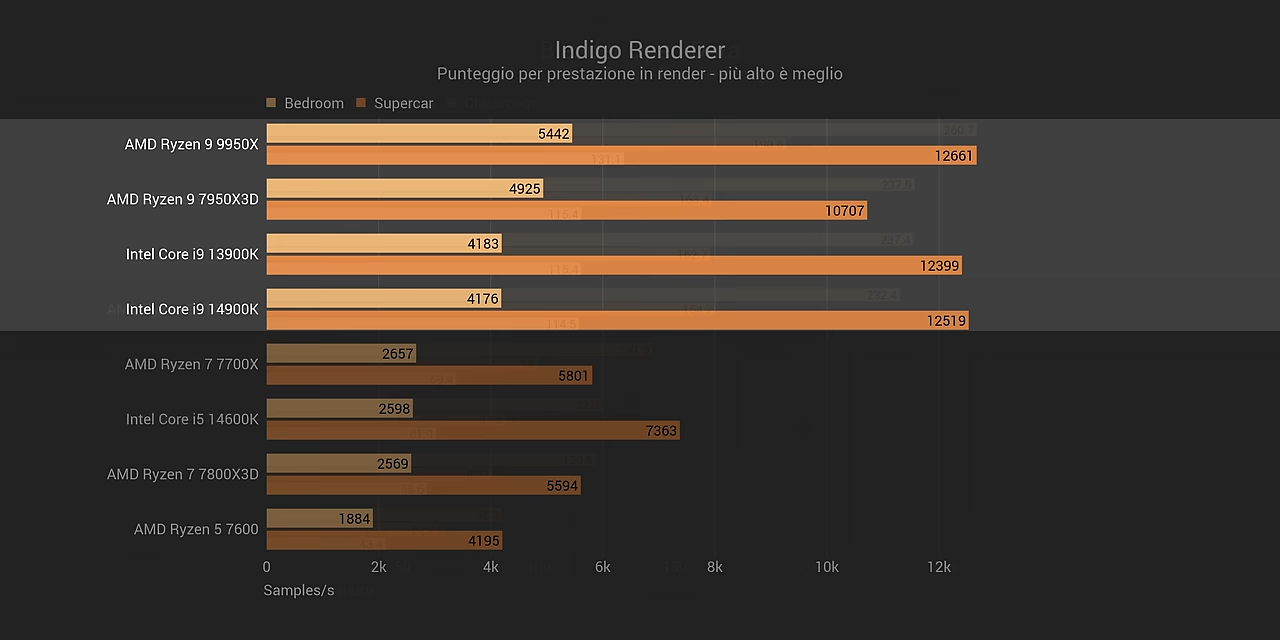 Indigo Renderer
Punteggio per prestazione in render - più alto è meglio
Bedroom Supercar
AMD Ryzen 9 9950X 5442 12661
AMD Ryzen 9 7950X3D 4925 10707
Intel Core i9 13900K 4183 12399
Intel Core i9 14900K 4176 12519
AMD Ryzen 7 7700X 2657 5801
Intel Core i5 14600K 2598 7363
AMD Ryzen 7 7800X3D 2569 5594
AMD Ryzen 5 7600 1884 4195
0 2k 4k 6k 8k 10k 12k
Samples/s